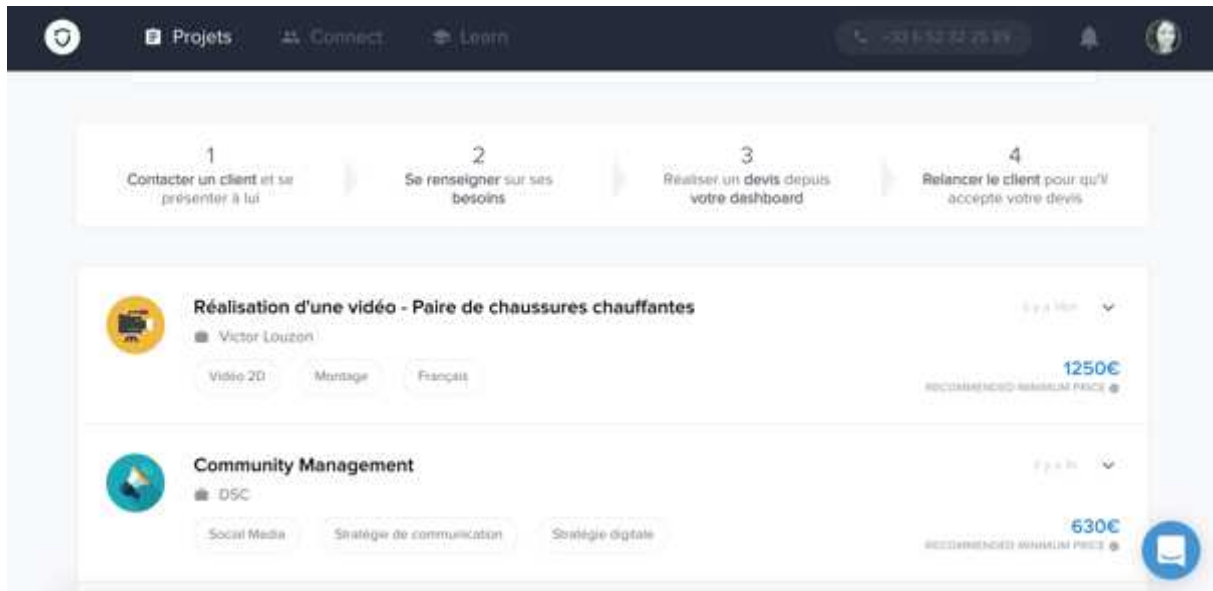 Projets
Connect
Learn
1
Contacter un client et se
présenter à lui
2
Se renseigner sur ses
besoins
3
Réaliser un devis depuis
votre dashboard
4
Relancer le client pour qu'il
accepte votre devis
Réalisation d'une vidéo - Paire de chaussures chauffantes
il y a
Victor Louzon
Vidéo 2D
Montage
Français
1250€
RECOMMENDED MINIMUM PRICE
Community Management
il y a
DSC
Social Media
Stratégie de communication
Stratégie digitale
630€
RECOMMENDED MINIMUM PRICE